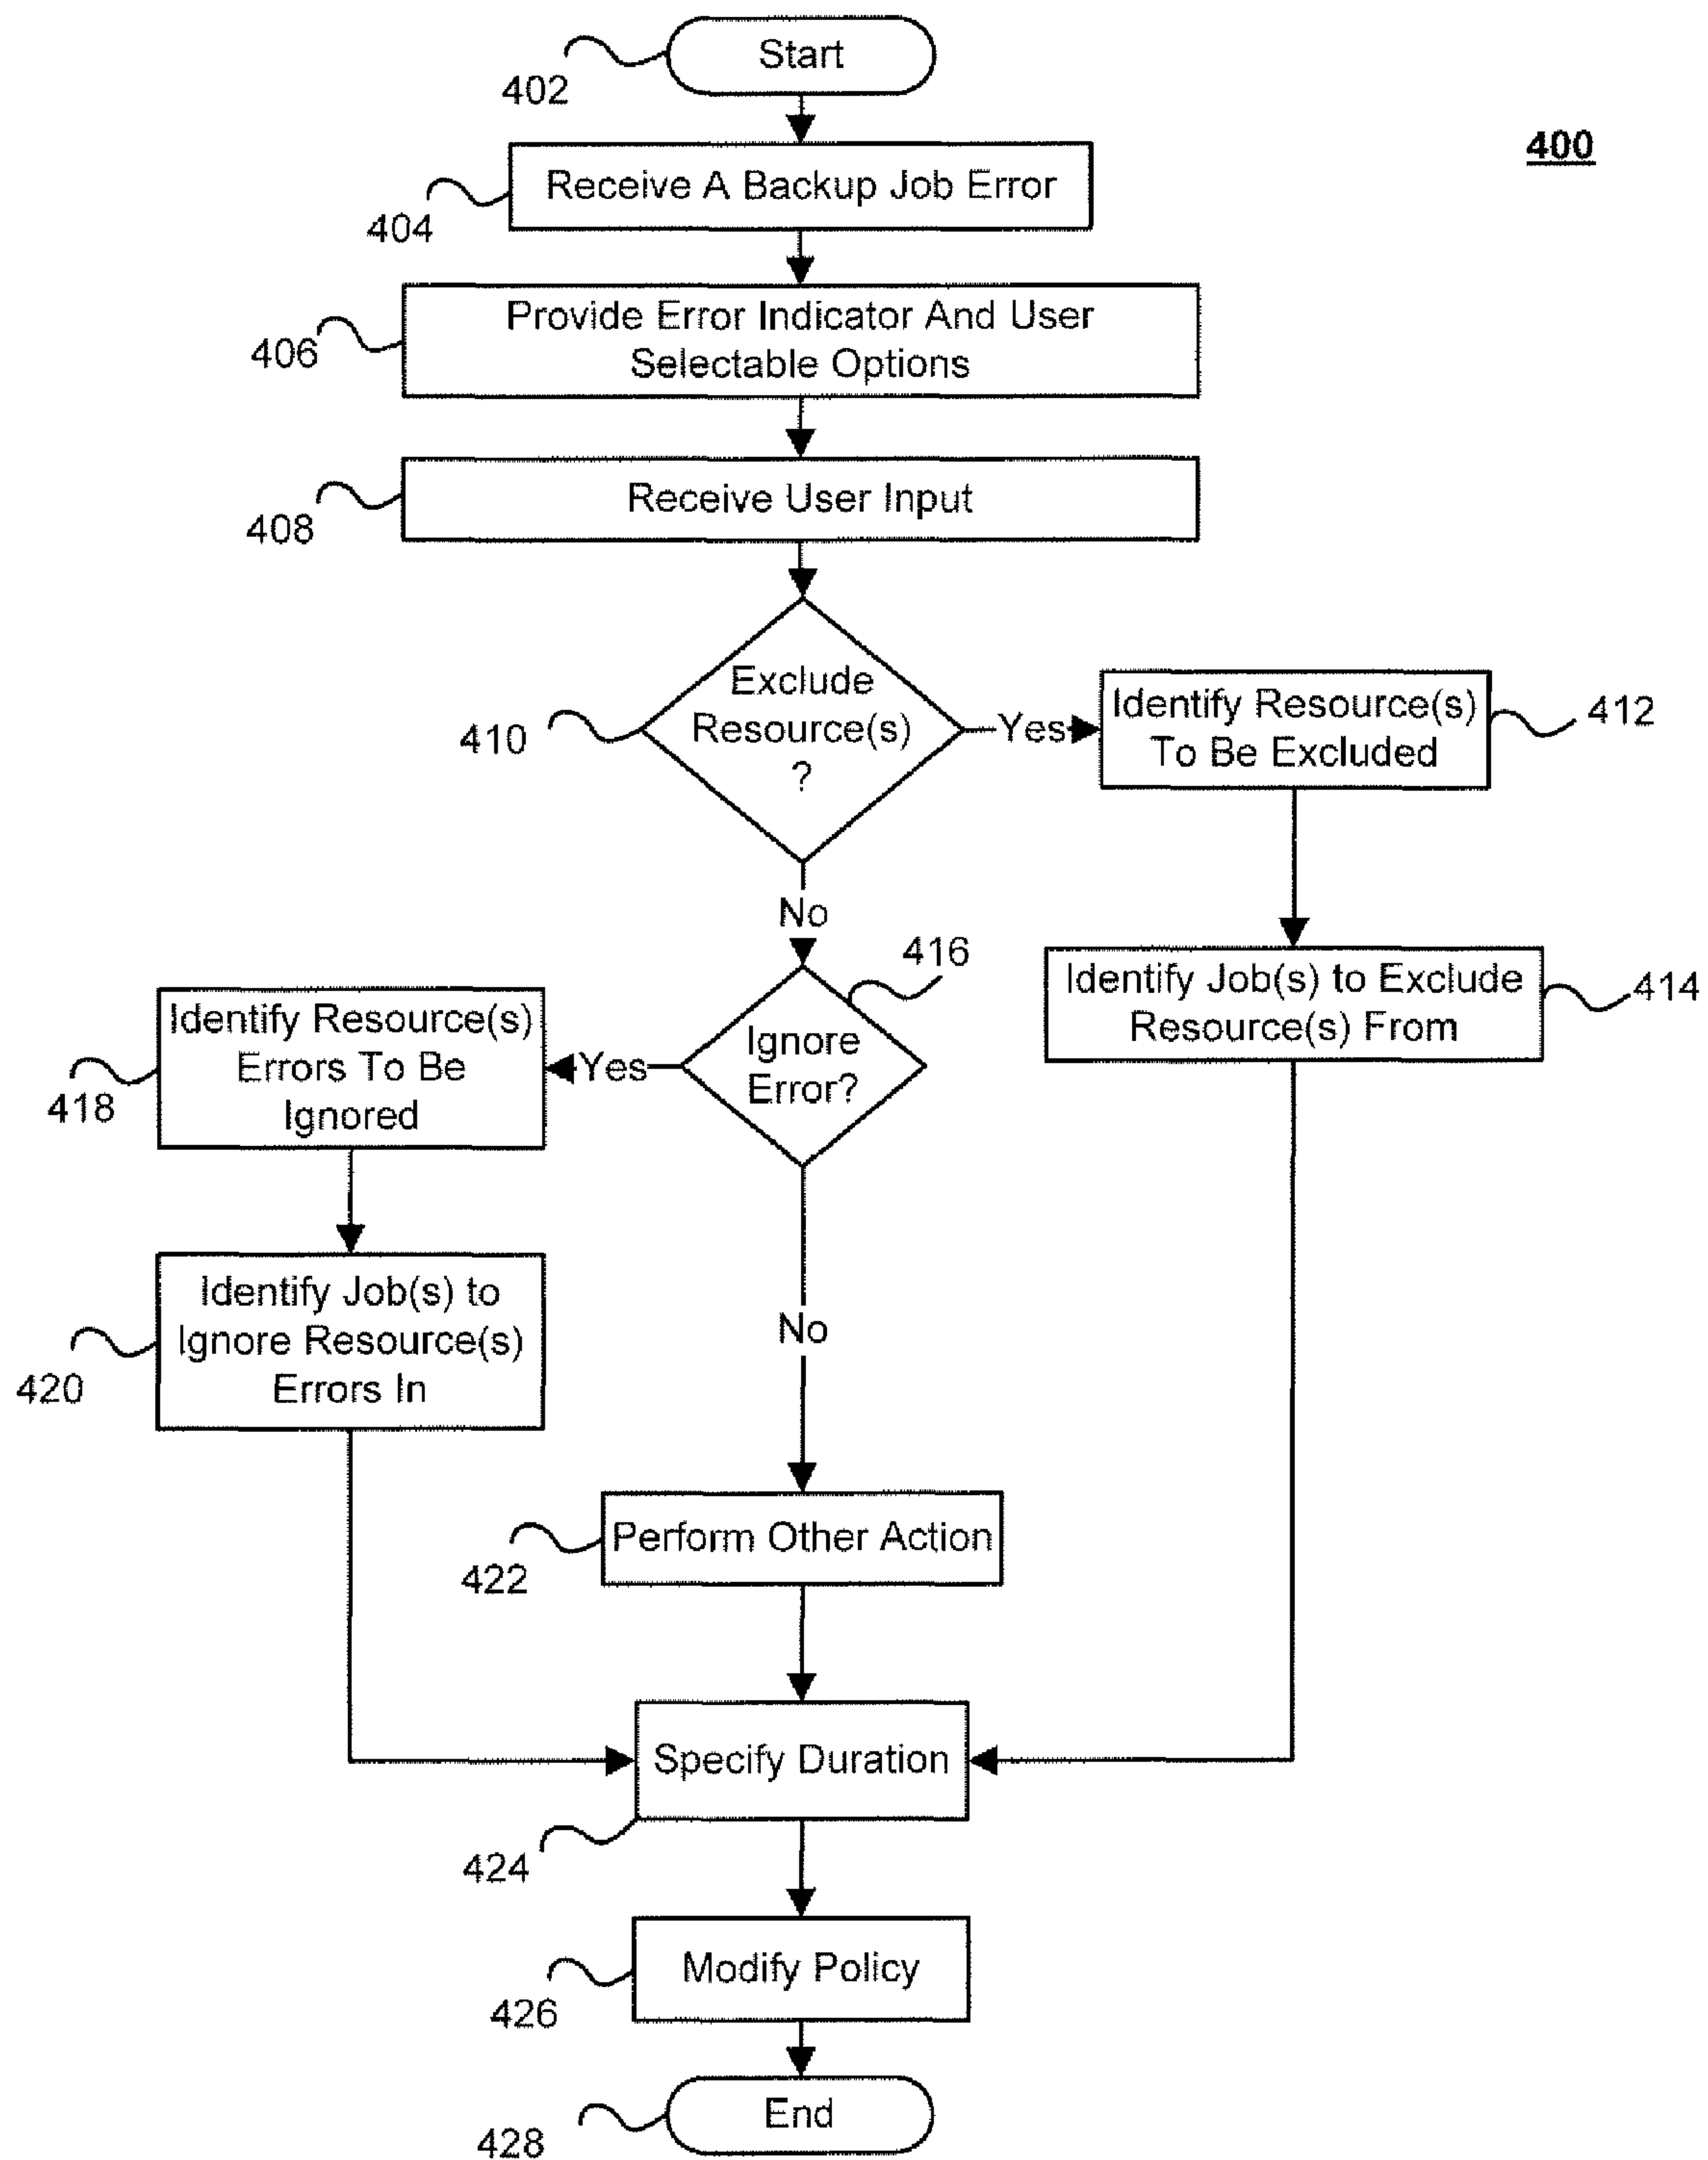 Start
402
400
Receive A Backup Job Error
404
Provide Error Indicator And User
Selectable Options
406
Receive User Input
408
Exclude
Resource(s)
?
410
Yes
Identify Resource(s)
To Be Excluded
412
No
416
Identify Job(s) to Exclude
Resource(s) From
414
Ignore
Error?
Yes
Identify Resource(s)
Errors To Be
Ignored
418
Identify Job(s) to
Ignore Resource(s)
Errors In
420
No
Perform Other Action
422
Specify Duration
424
Modify Policy
426
End
428